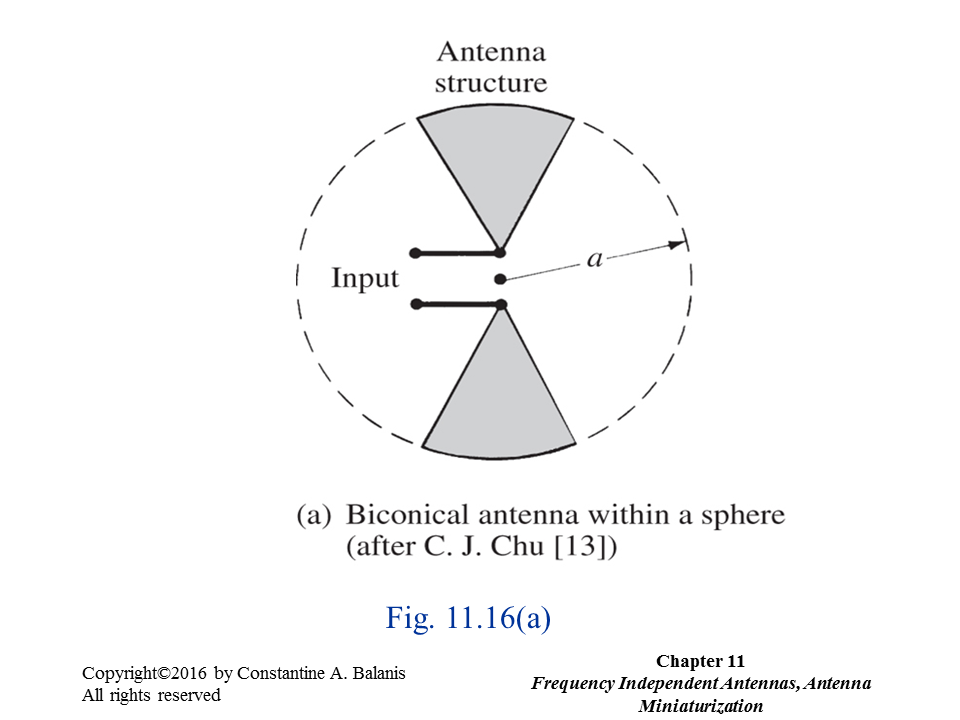 Antenna
structure
Input
a
(a) Biconical antenna within a sphere
(after C. J. Chu [13])
Fig. 11.16(a)
Copyright©2016 by Constantine A. Balanis
All rights reserved
Chapter 11
Frequency Independent Antennas, Antenna
Miniaturization